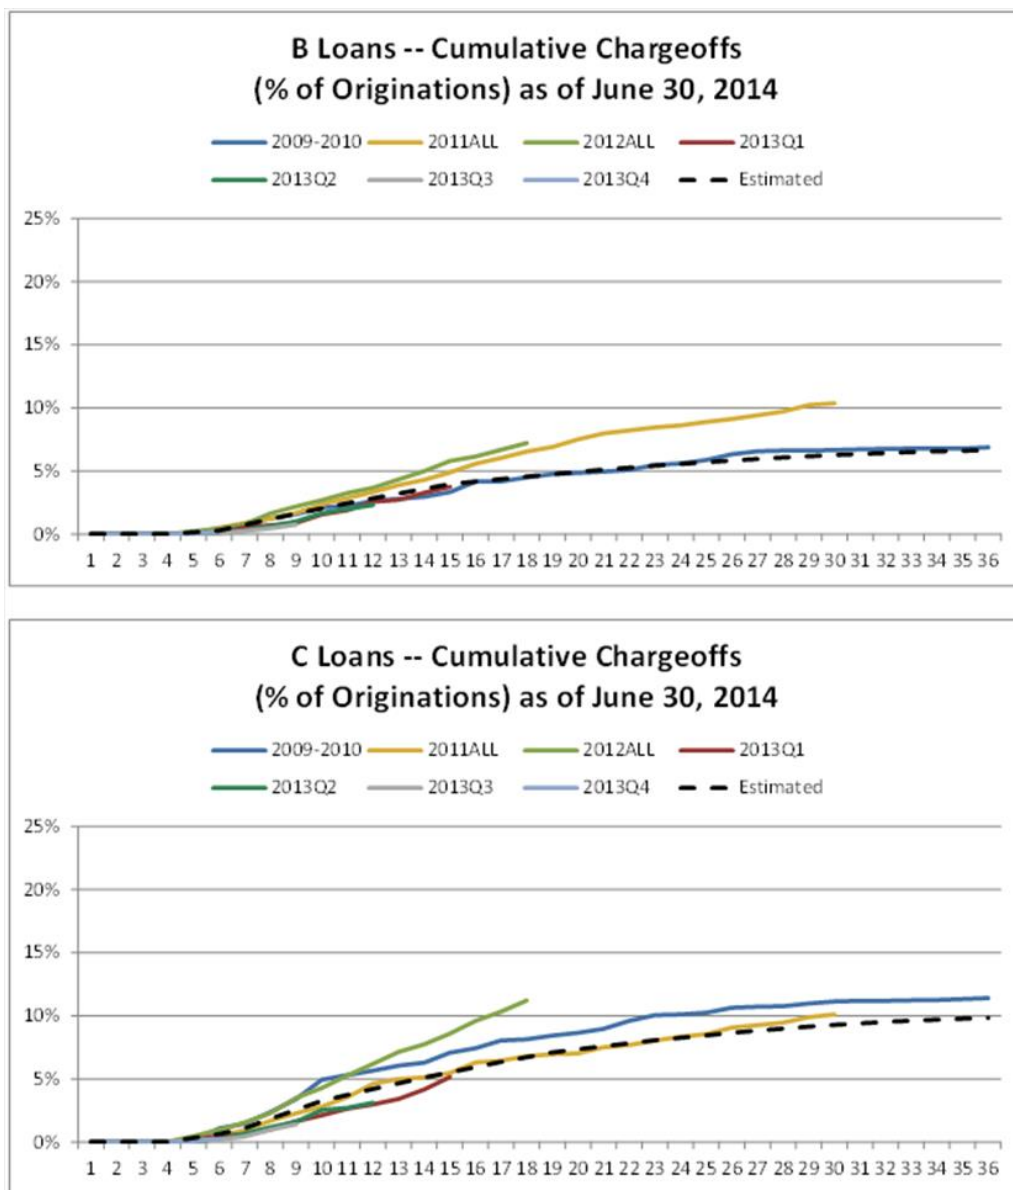 B Loans -- Cumulative Chargeoffs
(% of Originations) as of June 30, 2014
2009-2010 2011ALL 2012ALL 2013Q1
2013Q2 2013Q3 2013Q4 Estimated
25%
20%
15%
10%
5%
0%
1 2 3 4 5 6 7 8 9 10 11 12 13 14 15 16 17 18 19 20 21 22 23 24 25 26 27 28 29 30 31 32 33 34 35 36
C Loans -- Cumulative Chargeoffs
(% of Originations) as of June 30, 2014
2009-2010 2011ALL 2012ALL 2013Q1
2013Q2 2013Q3 2013Q4 Estimated
25%
20%
15%
10%
5%
0%
1 2 3 4 5 6 7 8 9 10 11 12 13 14 15 16 17 18 19 20 21 22 23 24 25 26 27 28 29 30 31 32 33 34 35 36